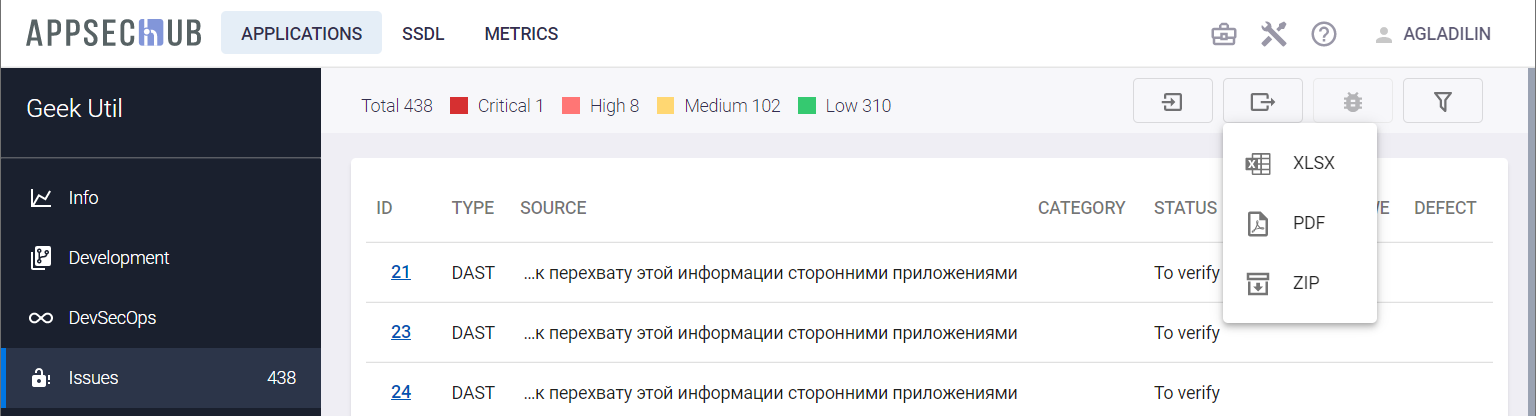 APPSECHUB APPLICATIONS SSDL METRICS AGLADILIN
Geek Util
Total 438 Critical 1 High 8 Medium 102 Low 310
Info
Development
DevSecOps
Issues 438
XLSX
PDF
ZIP
ID TYPE SOURCE CATEGORY STATUS DEFECT
21 DAST ...к перехвату этой информации сторонними приложениями To verify
23 DAST ...к перехвату этой информации сторонними приложениями To verify
24 DAST ...к перехвату этой информации сторонними приложениями To verify